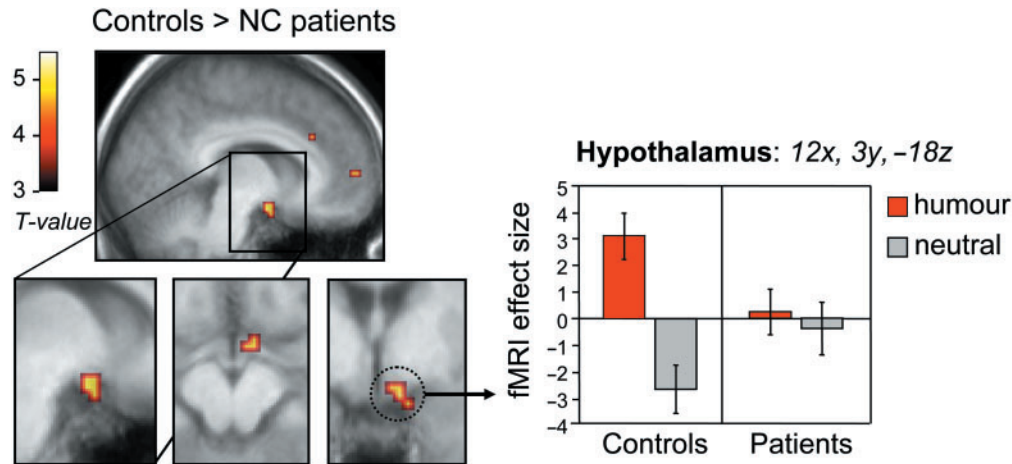 Controls > NC patients
5
4
3
T-value
Hypothalamus: 12x, 3y, –18z
fMRI effect size
5
4
3
2
1
0
–1
–2
–3
–4
Controls
Patients
humour
neutral